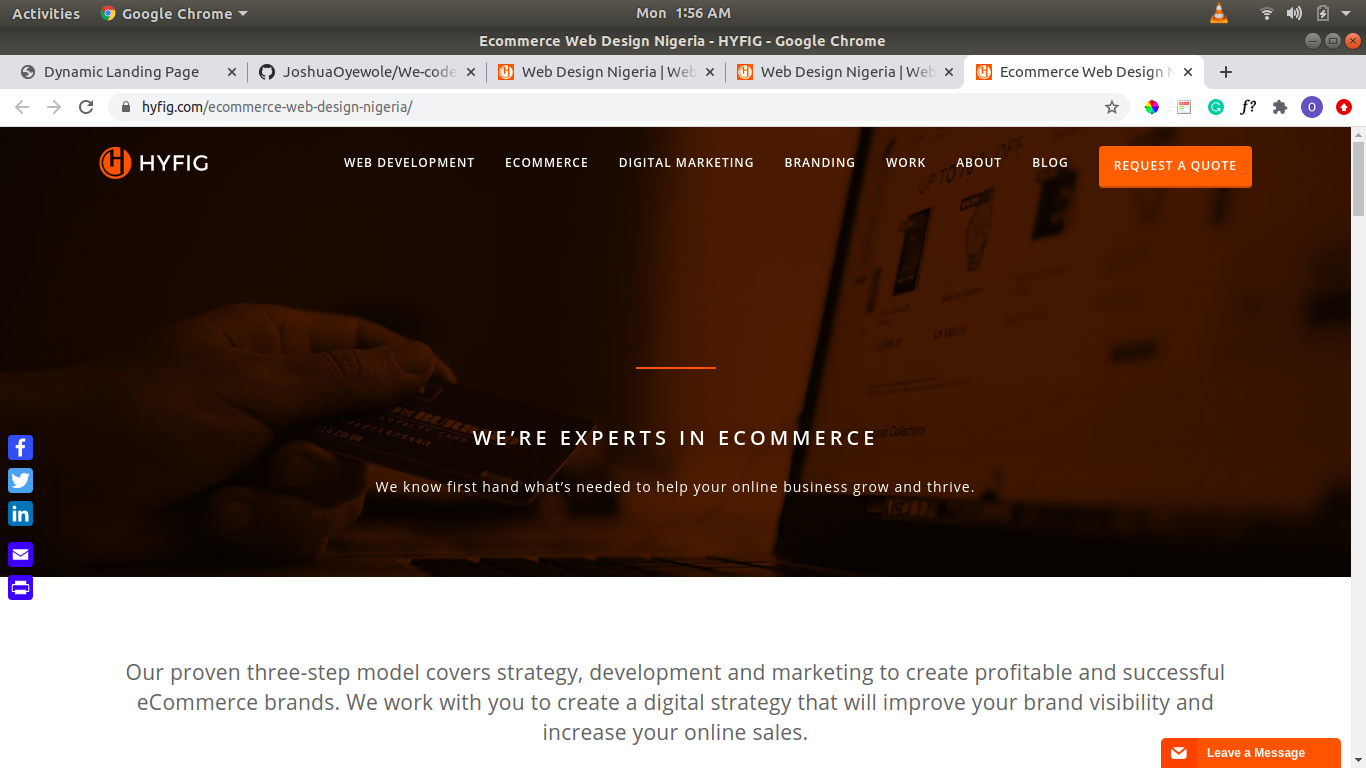 Activities Google Chrome Mon 1:56 AM
Ecommerce Web Design Nigeria - HYFIG - Google Chrome
Dynamic Landing Page JoshuaOyewole/We-code Web Design Nigeria | Web Web Design Nigeria | Web Ecommerce Web Design N
hyfig.com/ecommerce-web-design-nigeria/ f? O
HYFIG WEB DEVELOPMENT ECOMMERCE DIGITAL MARKETING BRANDING WORK ABOUT BLOG REQUEST A QUOTE
WE’RE EXPERTS IN ECOMMERCE
We know first hand what’s needed to help your online business grow and thrive.
Our proven three-step model covers strategy, development and marketing to create profitable and successful
eCommerce brands. We work with you to create a digital strategy that will improve your brand visibility and
increase your online sales.
Leave a Message